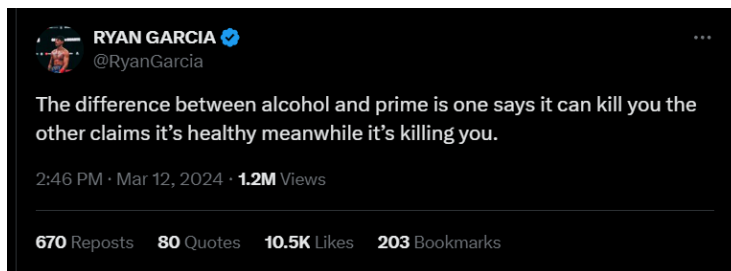 RYAN GARCIA
@RyanGarcia
The difference between alcohol and prime is one says it can kill you the
other claims it’s healthy meanwhile it’s killing you.
2:46 PM · Mar 12, 2024 · 1.2M Views
670 Reposts 80 Quotes 10.5K Likes 203 Bookmarks